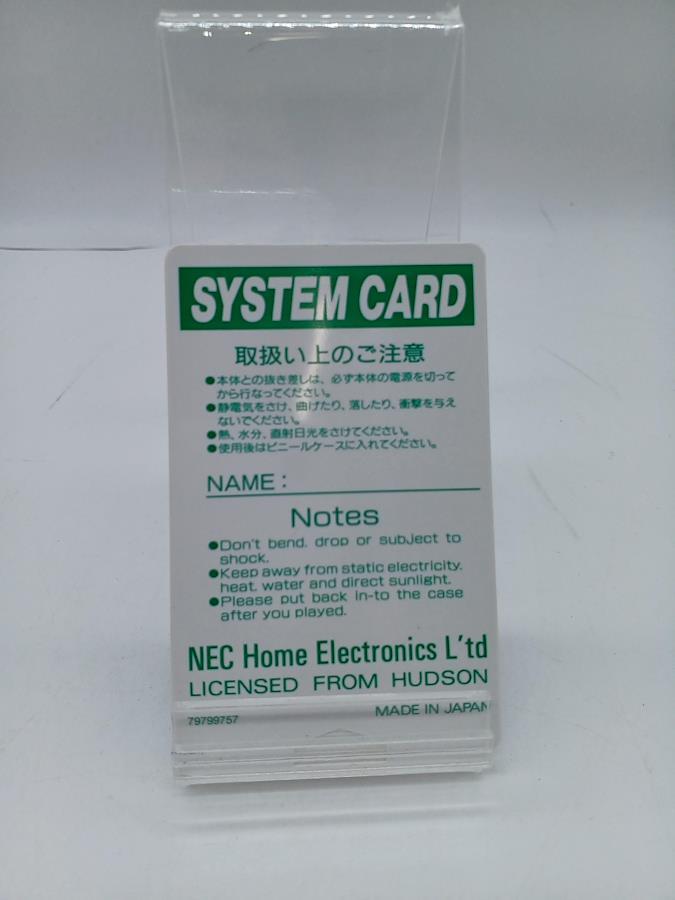 SYSTEM CARD
取扱い上のご注意
●本体との抜き差しは、必ず本体の電源を切って
から行なってください。
●静電気をさけ、曲げたり、落したり、衝撃を与え
ないでください。
●熱、水分、直射日光をさけてください。
●使用後はビニールケースに入れてください。
NAME:
Notes
●Don't bend, drop or subject to
shock.
●Keep away from static electricity,
heat, water and direct sunlight.
●Please put back in-to the case
after you played.
NEC Home Electronics L'td
LICENSED FROM HUDSON
79799757
MADE IN JAPAN